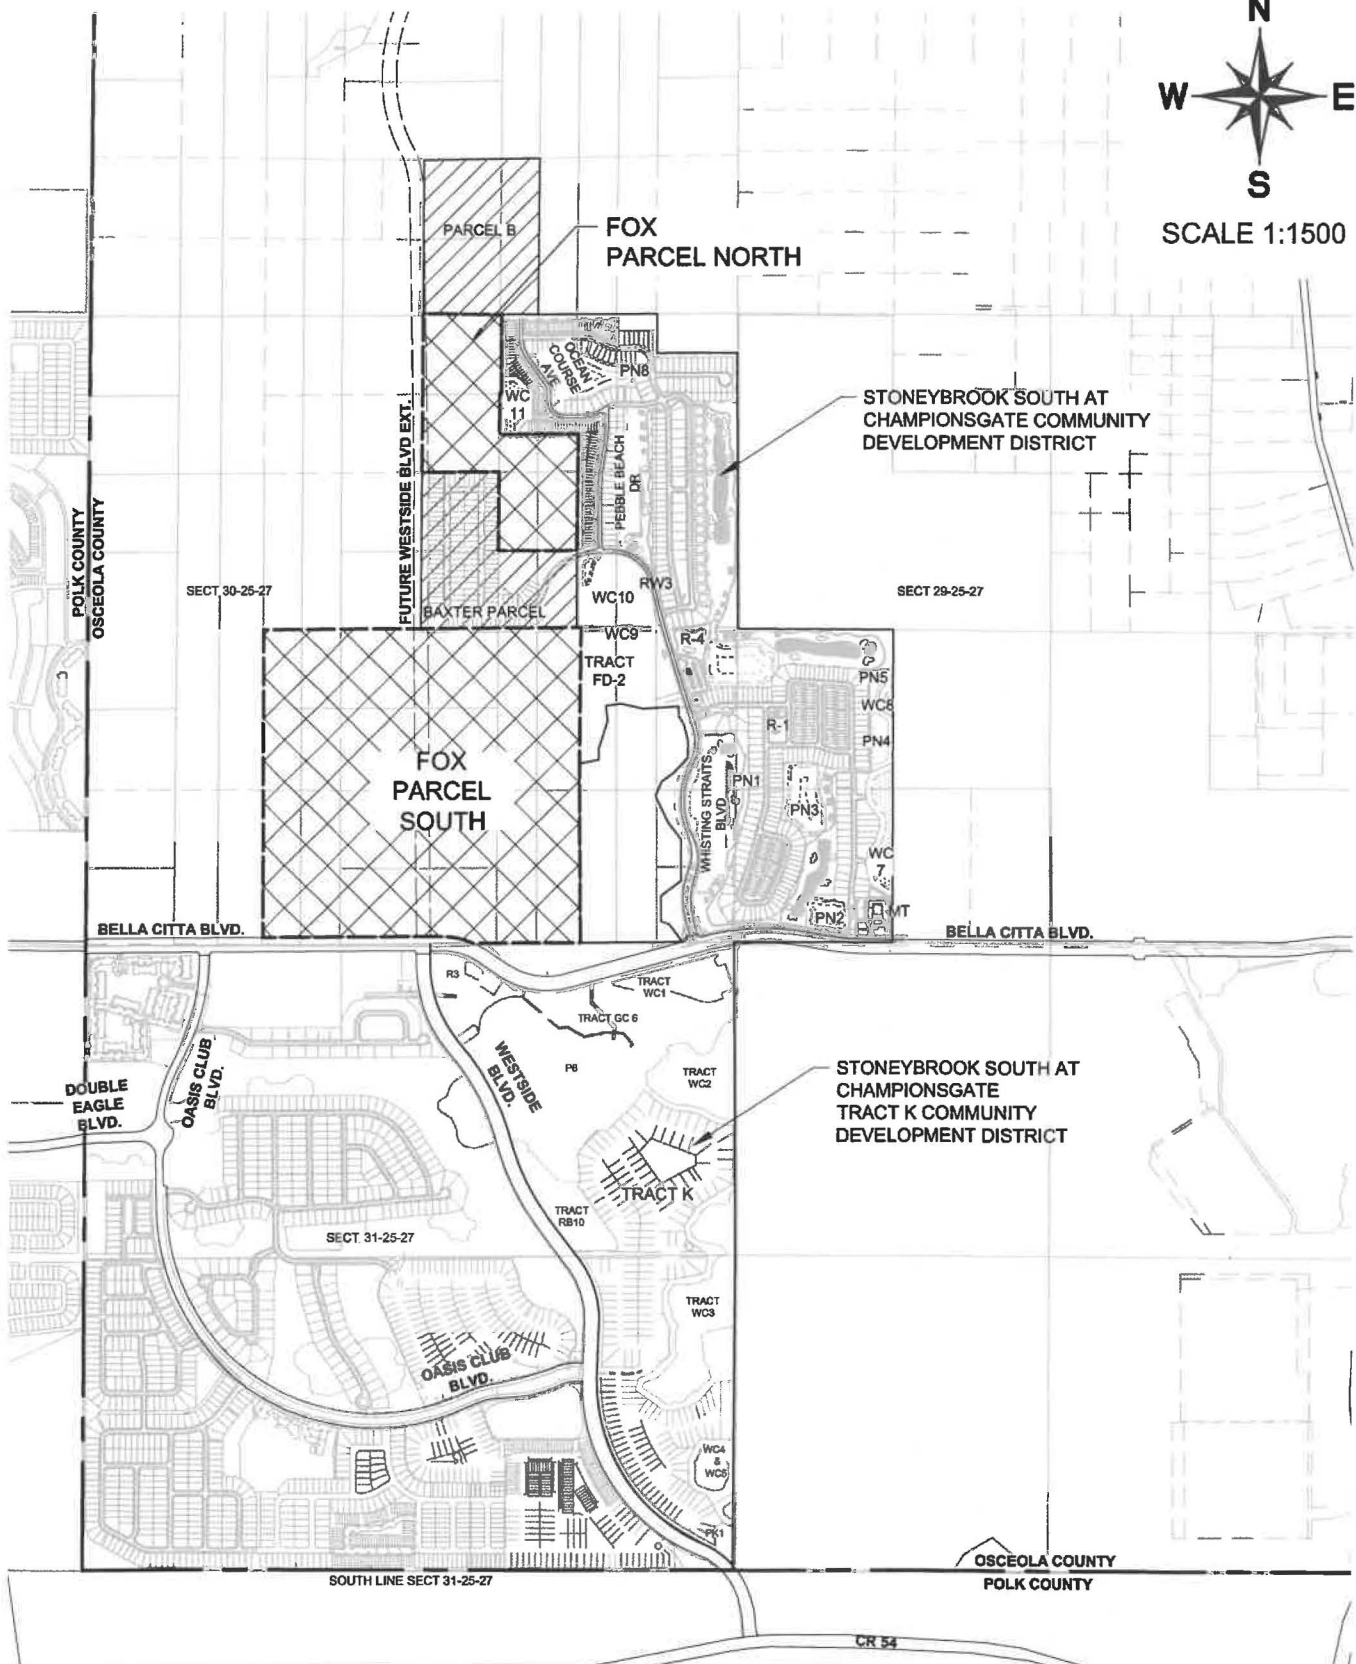 N
W E
S
SCALE 1:1500
PARCEL B
FOX
PARCEL NORTH
OCEAN
COURSE
AVE
PN8
WC
11
STONEYBROOK SOUTH AT
CHAMPIONSGATE COMMUNITY
DEVELOPMENT DISTRICT
FUTURE WESTSIDE BLVD EXT.
PEBBLE BEACH
DR
POLK COUNTY
OSCEOLA COUNTY
SECT 30-25-27
BAXTER PARCEL
WC10
RW3
SECT 29-25-27
WC9
R-4
TRACT
FD-2
PN5
WC8
R-1
PN4
FOX
PARCEL
SOUTH
WHISTING STRAITS
BLVD
PN1
PN3
WC
7
PN2
MT
BELLA CITTA BLVD.
BELLA CITTA BLVD.
R3
TRACT
WC1
TRACT GC 6
WESTSIDE
BLVD.
P6
TRACT
WC2
STONEYBROOK SOUTH AT
CHAMPIONSGATE
TRACT K COMMUNITY
DEVELOPMENT DISTRICT
DOUBLE
EAGLE
BLVD.
OASIS CLUB
BLVD.
TRACT K
TRACT
RB10
SECT. 31-25-27
TRACT
WC3
OASIS CLUB
BLVD.
WC4
&
WC5
PK1
OSCEOLA COUNTY
POLK COUNTY
SOUTH LINE SECT 31-25-27
CR 54